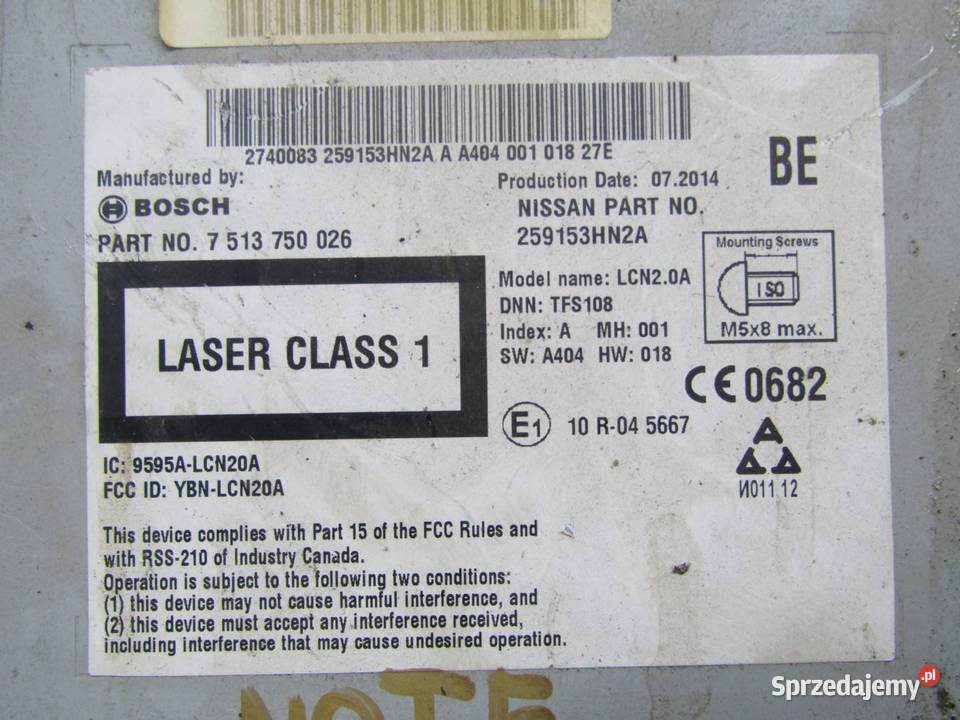 2740083 259153HN2A A A404 001 018 27E
BE
Manufactured by:
BOSCH
PART NO. 7 513 750 026
Production Date: 07.2014
NISSAN PART NO.
259153HN2A
Mounting Screws
ISO
M5x8 max.
Model name: LCN2.0A
DNN: TFS108
Index: A MH: 001
SW: A404 HW: 018
LASER CLASS 1
CE0682
E1 10 R-04 5667
И011 12
IC: 9595A-LCN20A
FCC ID: YBN-LCN20A
This device complies with Part 15 of the FCC Rules and
with RSS-210 of Industry Canada.
Operation is subject to the following two conditions:
(1) this device may not cause harmful interference, and
(2) this device must accept any interference received,
including interference that may cause undesired operation.
NOTE
Sprzedajemy.pl